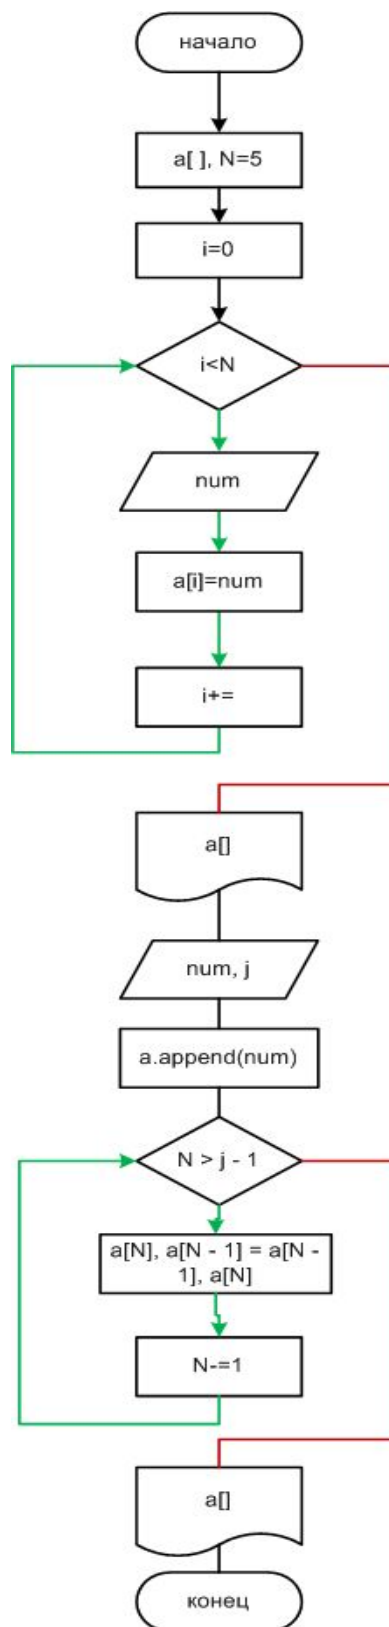 начало
a[ ], N=5
i=0
i<N
num
a[i]=num
i+=
a[]
num, j
a.append(num)
N > j - 1
a[N], a[N - 1] = a[N -
1], a[N]
N-=1
a[]
конец